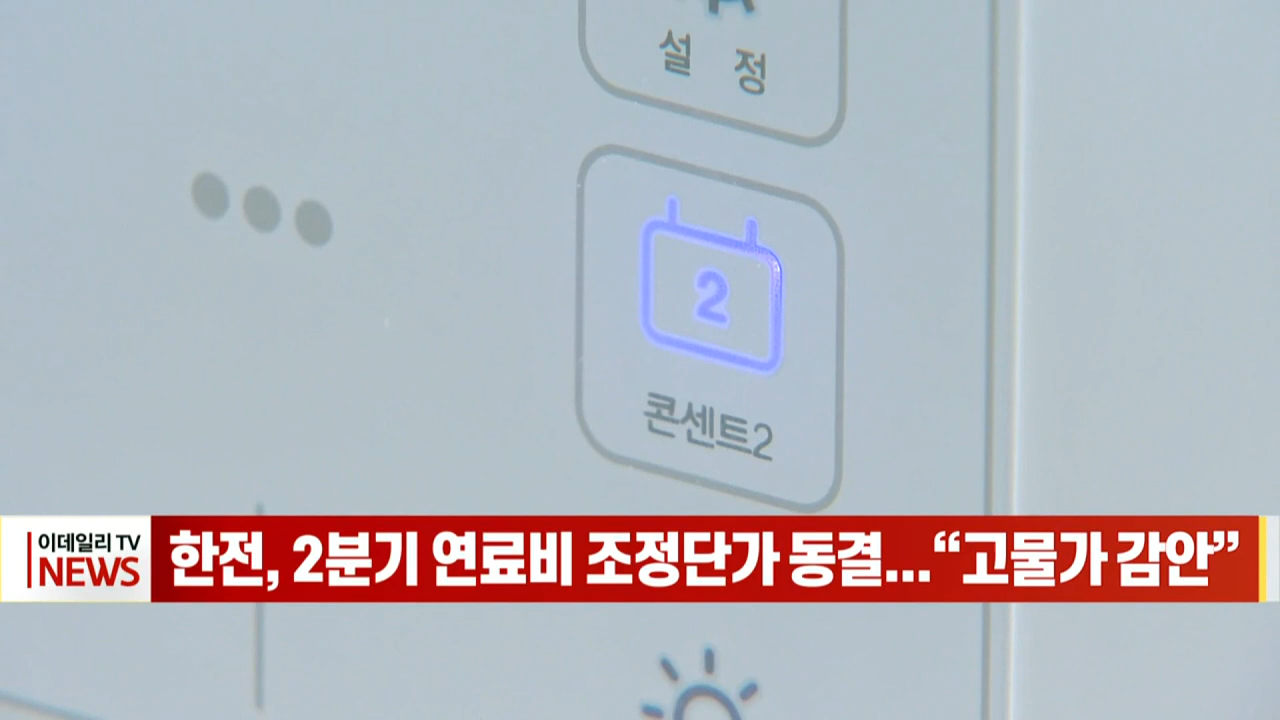 설 정
2
콘센트2
이데일리 TV
NEWS
한전, 2분기 연료비 조정단가 동결...“고물가 감안”